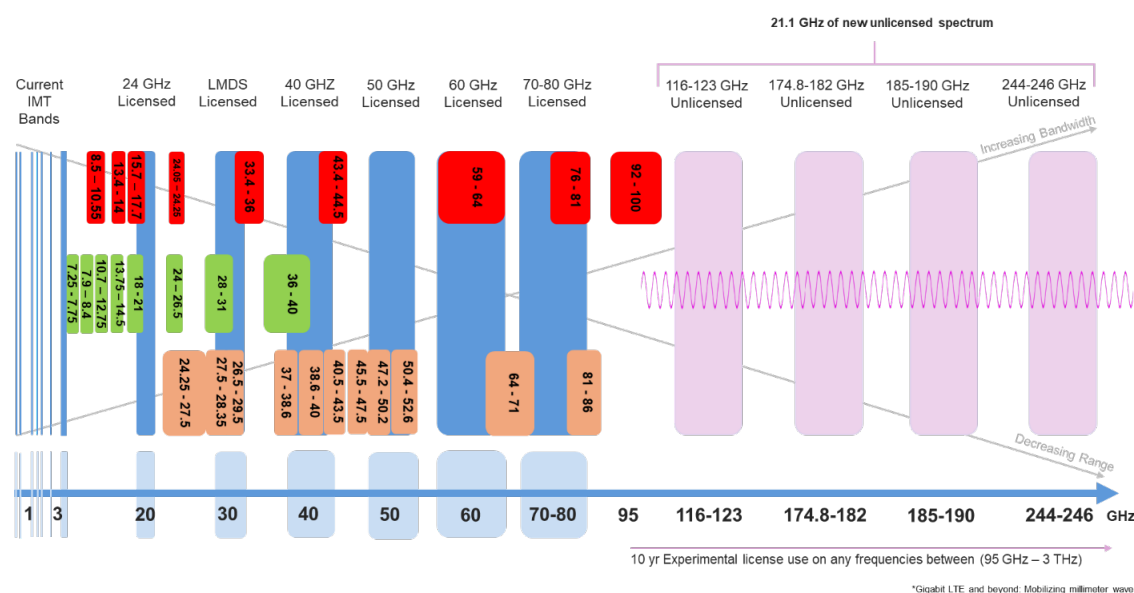 21.1 GHz of new unlicensed spectrum
Current
IMT
Bands
24 GHz
Licensed
LMDS
Licensed
40 GHZ
Licensed
50 GHz
Licensed
60 GHz
Licensed
70-80 GHz
Licensed
116-123 GHz
Unlicensed
174.8-182 GHz
Unlicensed
185-190 GHz
Unlicensed
244-246 GHz
Unlicensed
Increasing Bandwidth
8.5 – 10.55
13.4 - 14
15.7 – 17.7
24.05 – 24.25
33.4 - 36
43.4 - 44.5
59 - 64
76 - 81
92 - 100
7.25 - 7.75
7.9 – 8.4
10.7 – 12.75
13.75 – 14.5
18 - 21
24 – 26.5
28 - 31
36 - 40
24.25 - 27.5
26.5 - 29.5
27.5 - 28.35
37 - 38.6
38.6 - 40
40.5 - 43.5
45.5 - 47.5
47.2 - 50.2
50.4 - 52.6
64 - 71
81 - 86
Decreasing Range
1
3
20
30
40
50
60
70-80
95
116-123
174.8-182
185-190
244-246
GHz
10 yr Experimental license use on any frequencies between (95 GHz – 3 THz)
*Gigabit LTE and beyond: Mobilizing millimeter wave